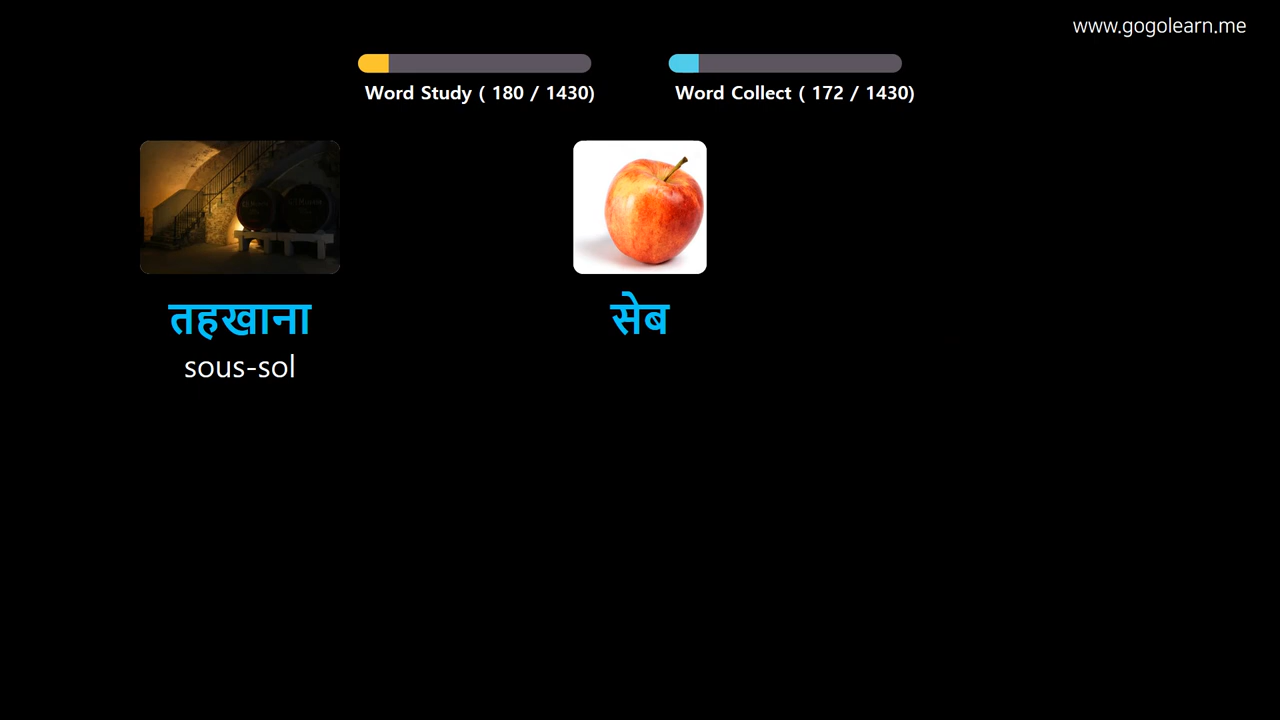 www.gogolearn.me
Word Study ( 180 / 1430)
Word Collect ( 172 / 1430)
तहखाना
sous-sol
सेब